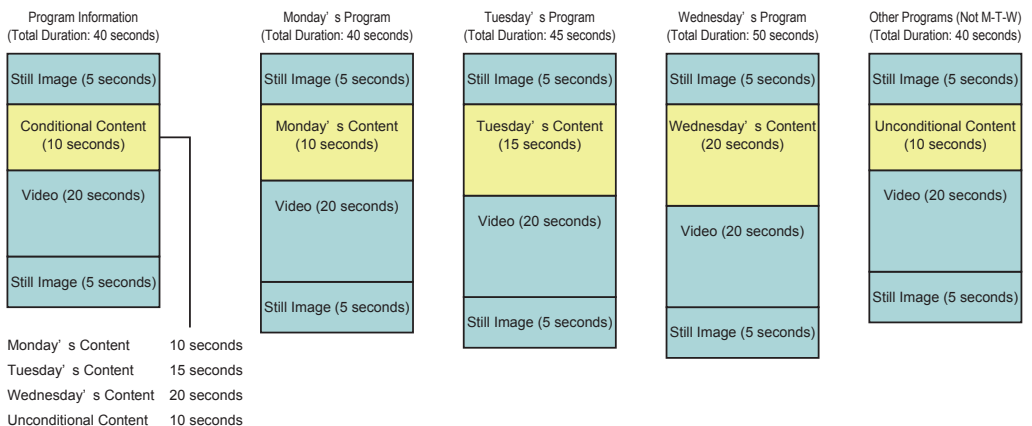 Program Information
(Total Duration: 40 seconds)
Still Image (5 seconds)
Conditional Content
(10 seconds)
Video (20 seconds)
Still Image (5 seconds)
Monday’ s Content 10 seconds
Tuesday’ s Content 15 seconds
Wednesday’ s Content 20 seconds
Unconditional Content 10 seconds
Monday’ s Program
(Total Duration: 40 seconds)
Still Image (5 seconds)
Monday’ s Content
(10 seconds)
Video (20 seconds)
Still Image (5 seconds)
Tuesday’ s Program
(Total Duration: 45 seconds)
Still Image (5 seconds)
Tuesday’ s Content
(15 seconds)
Video (20 seconds)
Still Image (5 seconds)
Wednesday’ s Program
(Total Duration: 50 seconds)
Still Image (5 seconds)
Wednesday’ s Content
(20 seconds)
Video (20 seconds)
Still Image (5 seconds)
Other Programs (Not M-T-W)
(Total Duration: 40 seconds)
Still Image (5 seconds)
Unconditional Content
(10 seconds)
Video (20 seconds)
Still Image (5 seconds)